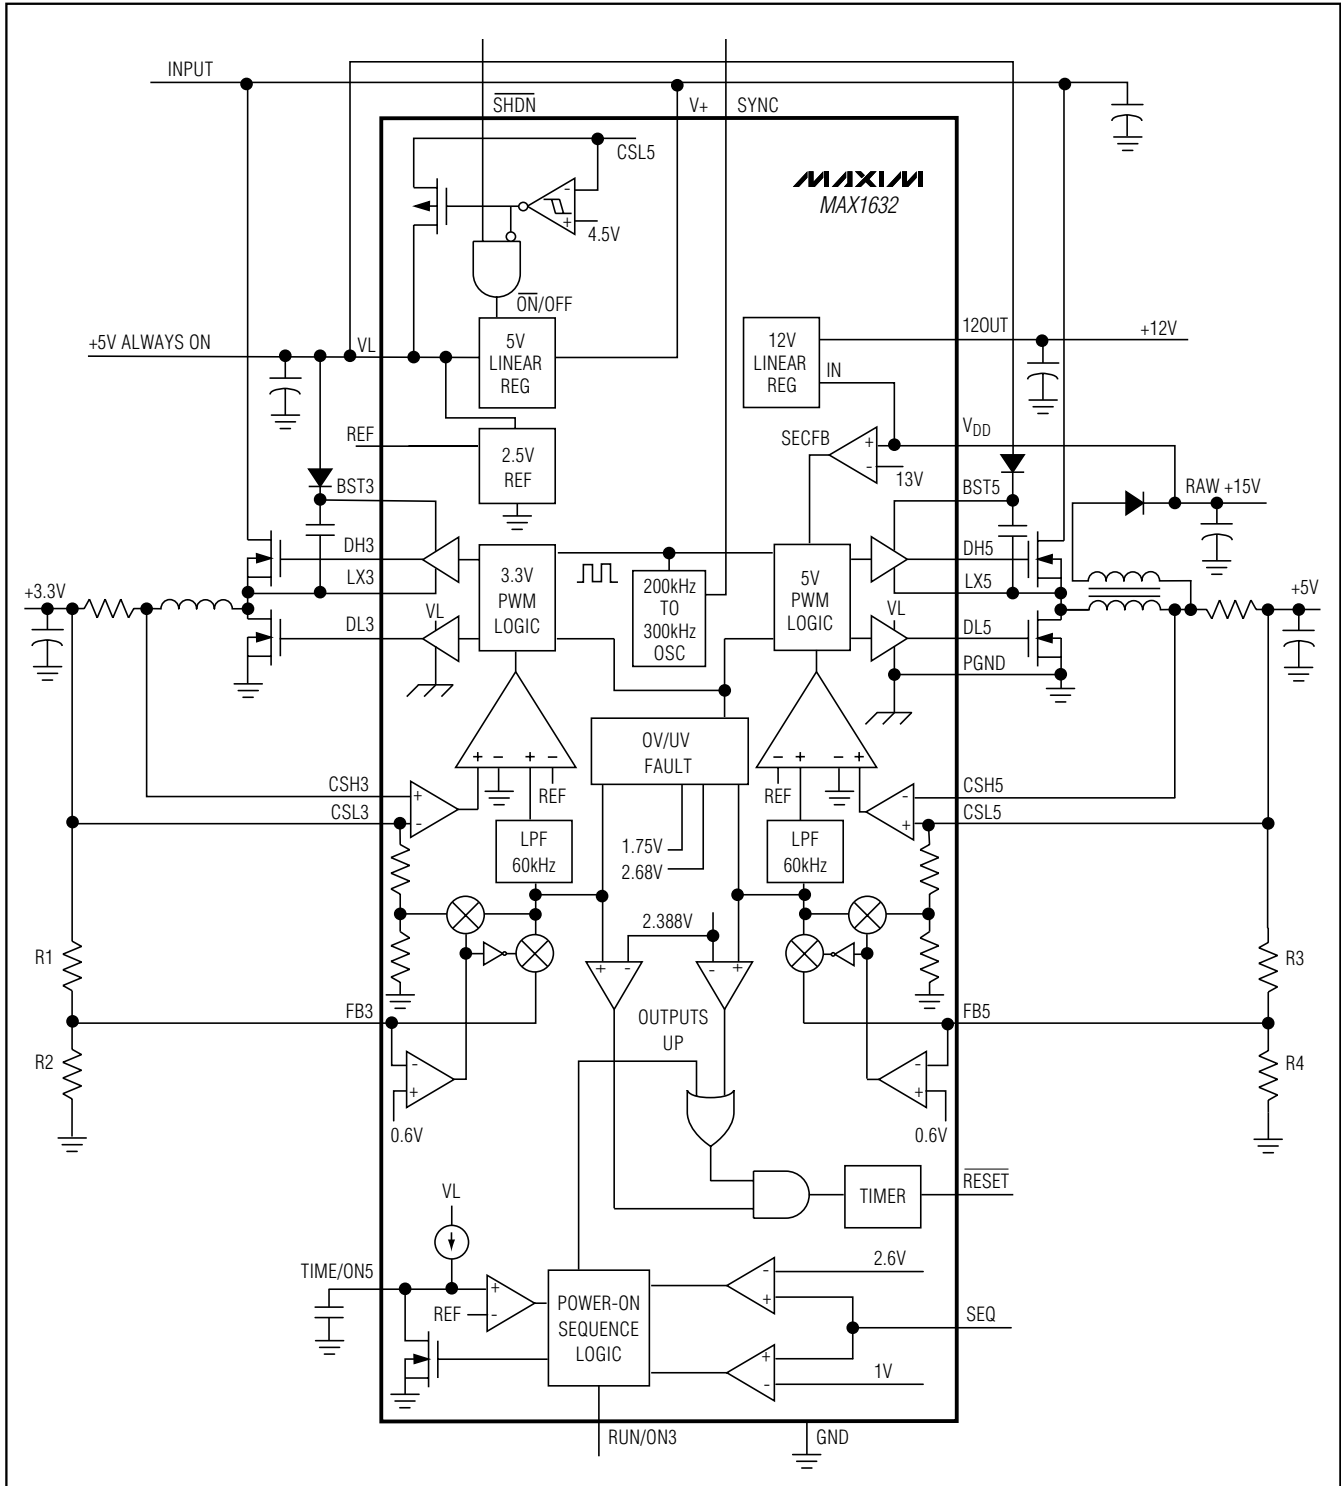 INPUT
SHDN
V+
SYNC
CSL5
MAXIM
MAX1632
-
+
4.5V
ON/OFF
+5V ALWAYS ON
VL
5V
LINEAR
REG
12V
LINEAR
REG
12OUT
+12V
IN
REF
2.5V
REF
SECFB
+
-
13V
VDD
BST3
BST5
RAW +15V
DH3
LX3
DL3
VL
3.3V
PWM
LOGIC
200kHz
TO
300kHz
OSC
5V
PWM
LOGIC
VL
DH5
LX5
DL5
PGND
+3.3V
+5V
OV/UV
FAULT
+ - + -
REF
- + - +
REF
CSH3
CSL3
+
-
CSH5
CSL5
-
+
LPF
60kHz
1.75V
2.68V
LPF
60kHz
2.388V
R1
R3
+ -
- +
FB3
OUTPUTS
UP
FB5
R2
R4
-
+
0.6V
-
+
0.6V
TIMER
RESET
VL
TIME/ON5
REF
+
-
POWER-ON
SEQUENCE
LOGIC
-
+
2.6V
SEQ
+
-
1V
RUN/ON3
GND